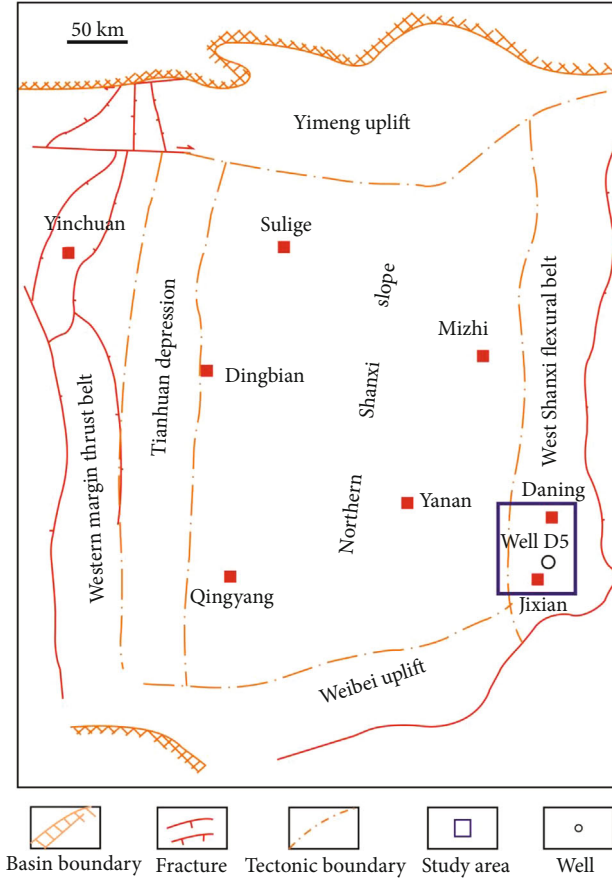 50 km
Yimeng uplift
Yinchuan
Sulige
Northern Shanxi slope
Mizhi
Tianhuan depression
Dingbian
West Shanxi flexural belt
Western margin thrust belt
Yanan
Daning
Well D5
Qingyang
Jixian
Weibei uplift
Basin boundary
Fracture
Tectonic boundary
Study area
Well